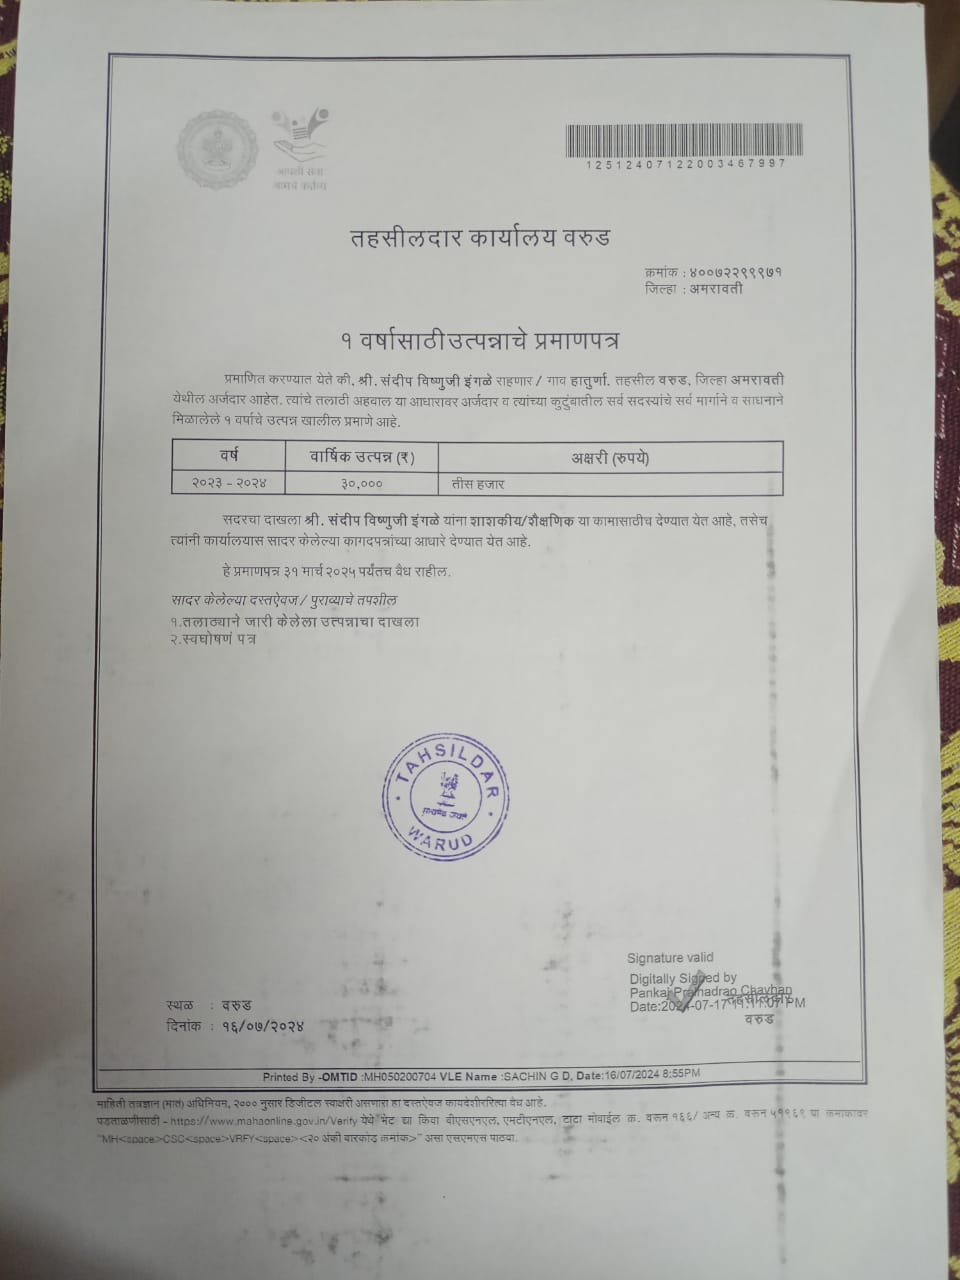 आपली सेवा
आमचे कर्तव्य
12512407122003467997
तहसीलदार कार्यालय वरुड
क्रमांक : ४००७२२९९९७१
जिल्हा : अमरावती
१ वर्षासाठी उत्पन्नाचे प्रमाणपत्र
प्रमाणित करण्यात येते की, श्री. संदीप विष्णुजी इंगळे राहणार / गाव हातुर्णा. तहसील वरुड, जिल्हा अमरावती
येथील अर्जदार आहेत. त्यांचे तलाठी अहवाल या आधारावर अर्जदार व त्यांच्या कुटुंबातील सर्व सदस्यांचे सर्व मार्गाने व साधनाने
मिळालेले १ वर्षाचे उत्पन्न खालील प्रमाणे आहे.
वर्ष वार्षिक उत्पन्न (₹) अक्षरी (रुपये)
२०२३ - २०२४ ३०,००० तीस हजार
सदरचा दाखला श्री. संदीप विष्णुजी इंगळे यांना शाशकीय/शैक्षणिक या कामासाठीच देण्यात येत आहे, तसेच
त्यांनी कार्यालयास सादर केलेल्या कागदपत्रांच्या आधारे देण्यात येत आहे.
हे प्रमाणपत्र ३१ मार्च २०२५ पर्यंतच वैध राहील.
सादर केलेल्या दस्तऐवज / पुराव्याचे तपशील
१.तलाठ्याने जारी केलेला उत्पन्नाचा दाखला
२.स्वघोषणं पत्र
TAHSILDAR
WARUD
Signature valid
Digitally Signed by
Pankaj Pralhadrao Chavhan
तहसीलदार
Date:2024-07-17 11:11:07 PM
वरुड
स्थळ : वरुड
दिनांक : १६/०७/२०२४
Printed By -OMTID :MH050200704 VLE Name :SACHIN G D, Date:16/07/2024 8:55PM
माहिती तंत्रज्ञान (मातं) अधिनियम, २००० नुसार डिजीटल स्वाक्षरी असणारा हा दस्तऐवज कायदेशीररित्या वैध आहे.
पडताळणीसाठी - https://www.mahaonline.gov.in/Verify येथे भेट द्या किंवा बीएसएनएल, एमटीएनएल, टाटा मोबाईल क्र. वरून १६६/ अन्य क्र. वरून ५१९६९ या क्रमांकावर
"MH<space>CSC<space>VRFY<space><२० अंकी बारकोड क्रमांक>" असा एसएमएस पाठवा.